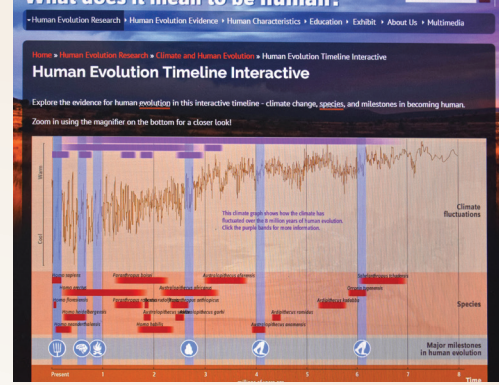 What does it mean to be human?
Human Evolution Research Human Evolution Evidence Human Characteristics Education Exhibit About Us Multimedia
Home » Human Evolution Research » Climate and Human Evolution » Human Evolution Timeline Interactive
Human Evolution Timeline Interactive
Explore the evidence for human evolution in this interactive timeline - climate change, species, and milestones in becoming human.
Zoom in using the magnifier on the bottom for a closer look!
Warm
Cool
This climate graph shows how the climate has
fluctuated over the 8 million years of human evolution.
Click the purple bands for more information.
Climate
fluctuations
Homo sapiens Paranthropus boisei Australopithecus afarensis Sahelanthropus tchadensis
Homo erectus Orrorin tugenensis
Homo floresiensis Paranthropus aethiopicus Ardipithecus kadabba
Homo heidelbergensis Australopithecus garhi Ardipithecus ramidus
Homo neanderthalensis Homo habilis Australopithecus anamensis
Species
Major milestones
in human evolution
Present 1 2 3 4 5 6 7 8 Time